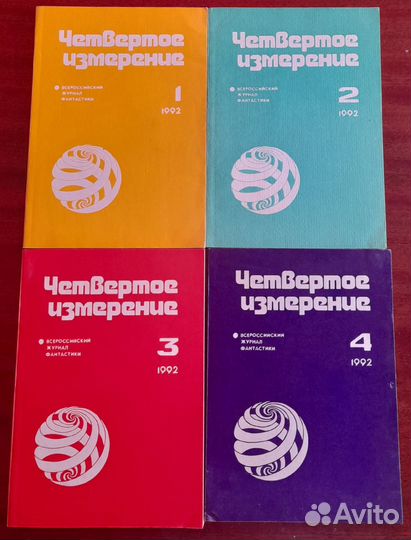 Четвертое
измерение
ВСЕРОССИЙСКИЙ
ЖУРНАЛ
ФАНТАСТИКИ
1
1992
Четвертое
измерение
ВСЕРОССИЙСКИЙ
ЖУРНАЛ
ФАНТАСТИКИ
2
1992
Четвертое
измерение
ВСЕРОССИЙСКИЙ
ЖУРНАЛ
ФАНТАСТИКИ
3
1992
Четвертое
измерение
ВСЕРОССИЙСКИЙ
ЖУРНАЛ
ФАНТАСТИКИ
4
1992
Avito